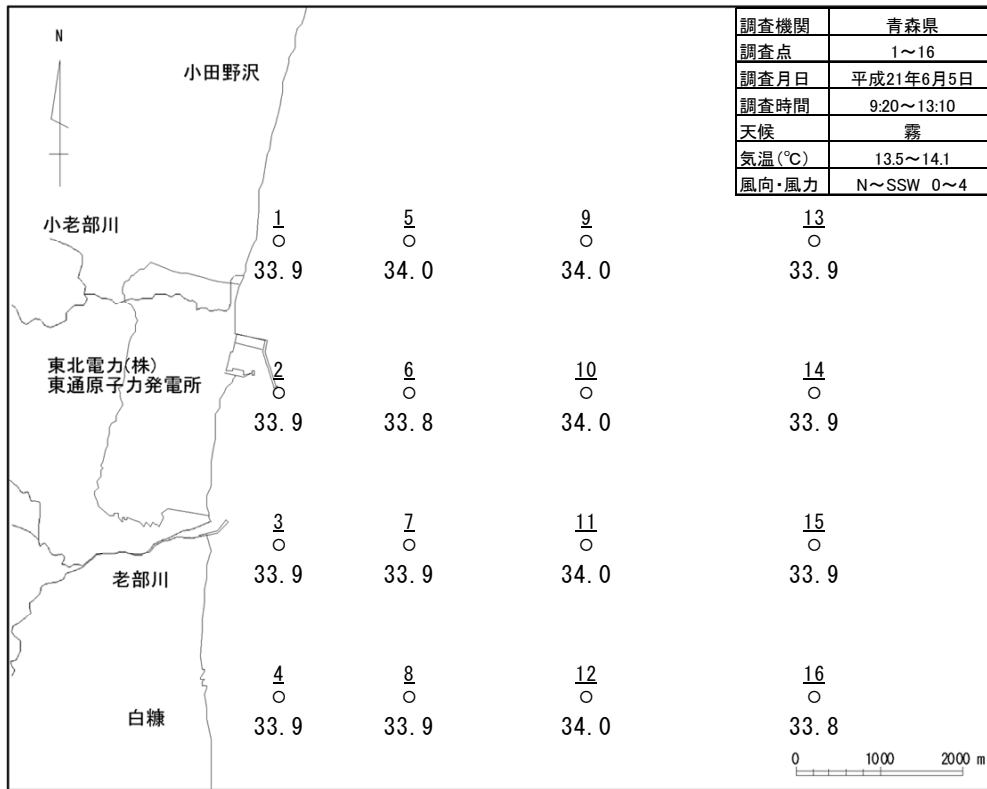 調査機関 青森県
調査点 1～16
調査月日 平成21年6月5日
調査時間 9:20～13:10
天候 霧
気温(℃) 13.5～14.1
風向・風力 N～SSW 0～4
N
小田野沢
小老部川
1 5 9 13
33.9 34.0 34.0 33.9
東北電力(株)
東通原子力発電所
2 6 10 14
33.9 33.8 34.0 33.9
3 7 11 15
33.9 33.9 34.0 33.9
老部川
4 8 12 16
33.9 33.9 34.0 33.8
白糠
0 1000 2000 m